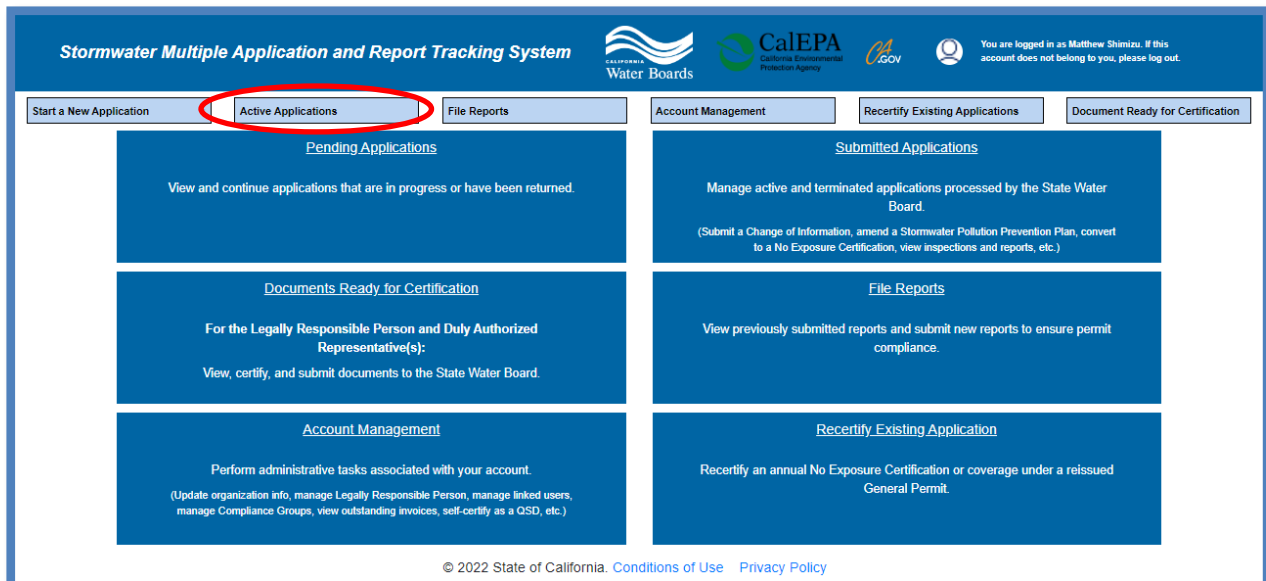 Stormwater Multiple Application and Report Tracking System
CALIFORNIA
Water Boards
CalEPA
California Environmental
Protection Agency
CA
.GOV
You are logged in as Matthew Shimizu. If this
account does not belong to you, please log out.
Start a New Application
Active Applications
File Reports
Account Management
Recertify Existing Applications
Document Ready for Certification
Pending Applications
View and continue applications that are in progress or have been returned.
Submitted Applications
Manage active and terminated applications processed by the State Water
Board.
(Submit a Change of Information, amend a Stormwater Pollution Prevention Plan, convert
to a No Exposure Certification, view inspections and reports, etc.)
Documents Ready for Certification
For the Legally Responsible Person and Duly Authorized
Representative(s):
View, certify, and submit documents to the State Water Board.
File Reports
View previously submitted reports and submit new reports to ensure permit
compliance.
Account Management
Perform administrative tasks associated with your account.
(Update organization info, manage Legally Responsible Person, manage linked users,
manage Compliance Groups, view outstanding invoices, self-certify as a QSD, etc.)
Recertify Existing Application
Recertify an annual No Exposure Certification or coverage under a reissued
General Permit.
© 2022 State of California. Conditions of Use Privacy Policy